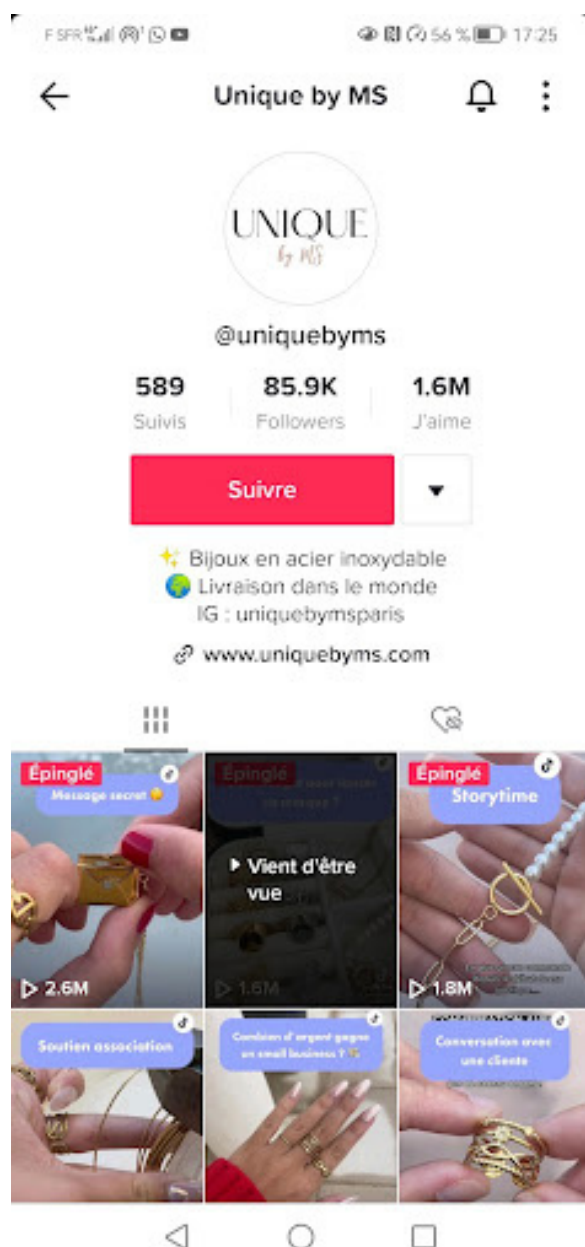 F SFR 56 % 17:25
Unique by MS
UNIQUE
by MS
@uniquebyms
589 85.9K 1.6M
Suivis Followers J'aime
Suivre
✨ Bijoux en acier inoxydable
🌍 Livraison dans le monde
IG : uniquebymsparis
www.uniquebyms.com
Épinglé Épinglé Épinglé
Message secret
Storytime
Vient d'être
vue
2.6M 1.6M 1.8M
Soutien association
Combien d'argent gagne
un small business ?
Conversation avec
une cliente